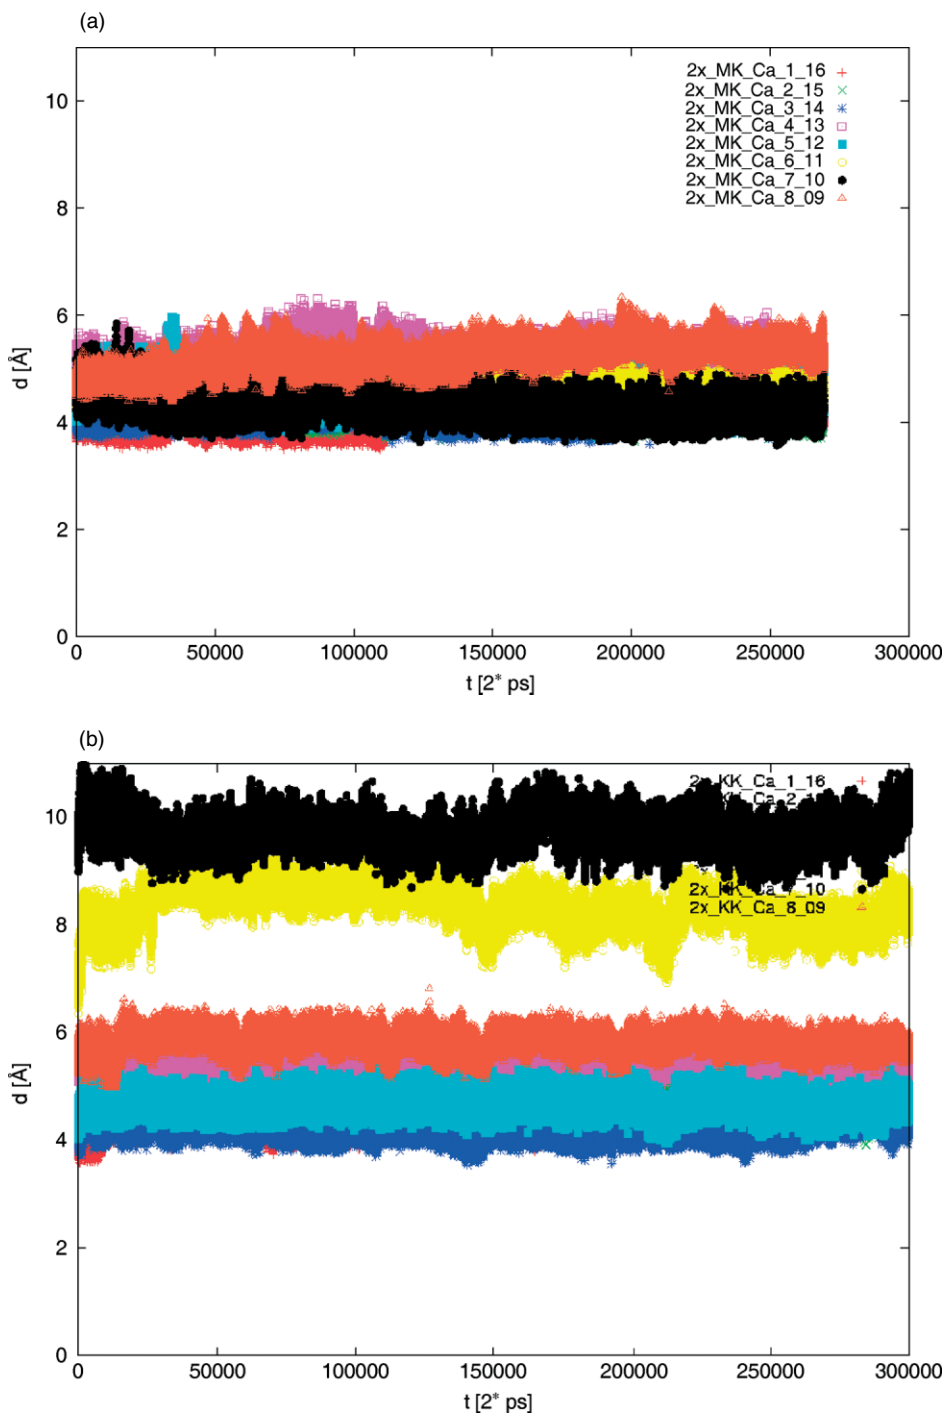 (a)
10
8
6
4
2
0
d [Å]
2x_MK_Ca_1_16
2x_MK_Ca_2_15
2x_MK_Ca_3_14
2x_MK_Ca_4_13
2x_MK_Ca_5_12
2x_MK_Ca_6_11
2x_MK_Ca_7_10
2x_MK_Ca_8_09
0 50000 100000 150000 200000 250000 300000
t [2* ps]
(b)
10
8
6
4
2
0
d [Å]
2x_KK_Ca_1_16
2x_KK_Ca_7_10
2x_KK_Ca_8_09
0 50000 100000 150000 200000 250000 300000
t [2* ps]